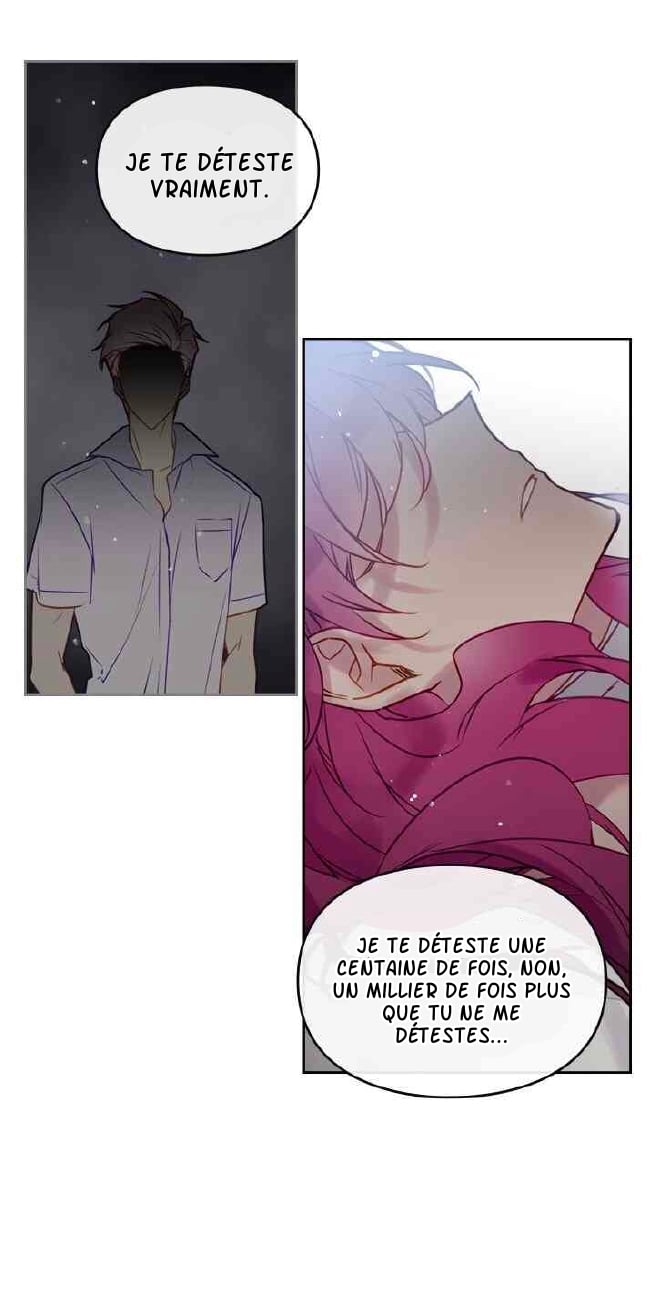 JE TE DÉTESTE
VRAIMENT.
JE TE DÉTESTE UNE
CENTAINE DE FOIS, NON,
UN MILLIER DE FOIS PLUS
QUE TU NE ME
DÉTESTES...